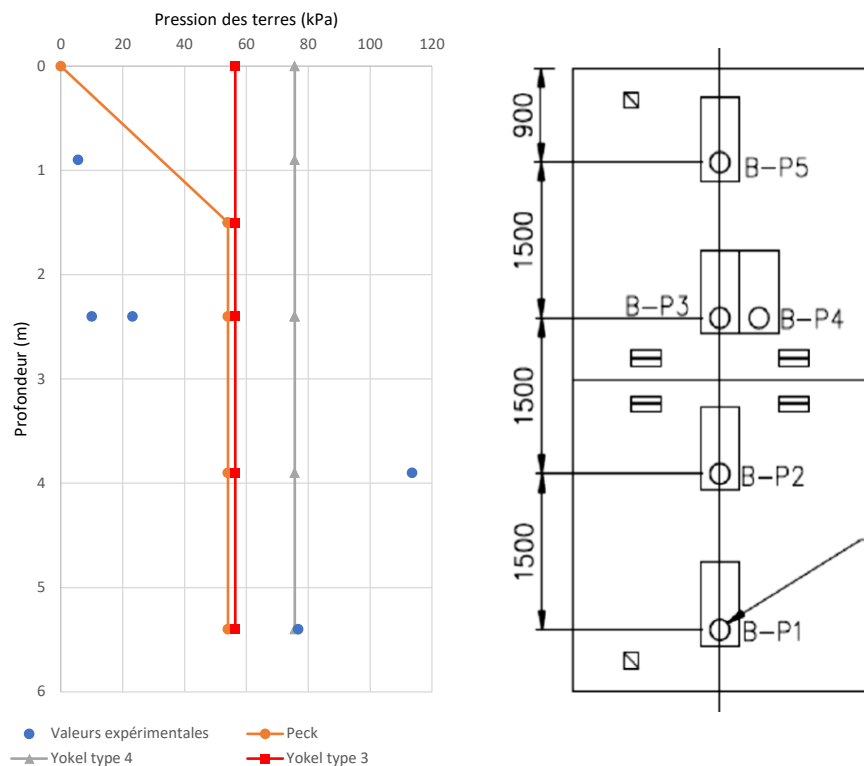 Pression des terres (kPa)
0 20 40 60 80 100 120
Profondeur (m)
0
1
2
3
4
5
6
Valeurs expérimentales
Peck
Yokel type 4
Yokel type 3
900
1500
1500
1500
B-P5
B-P3
B-P4
B-P2
B-P1